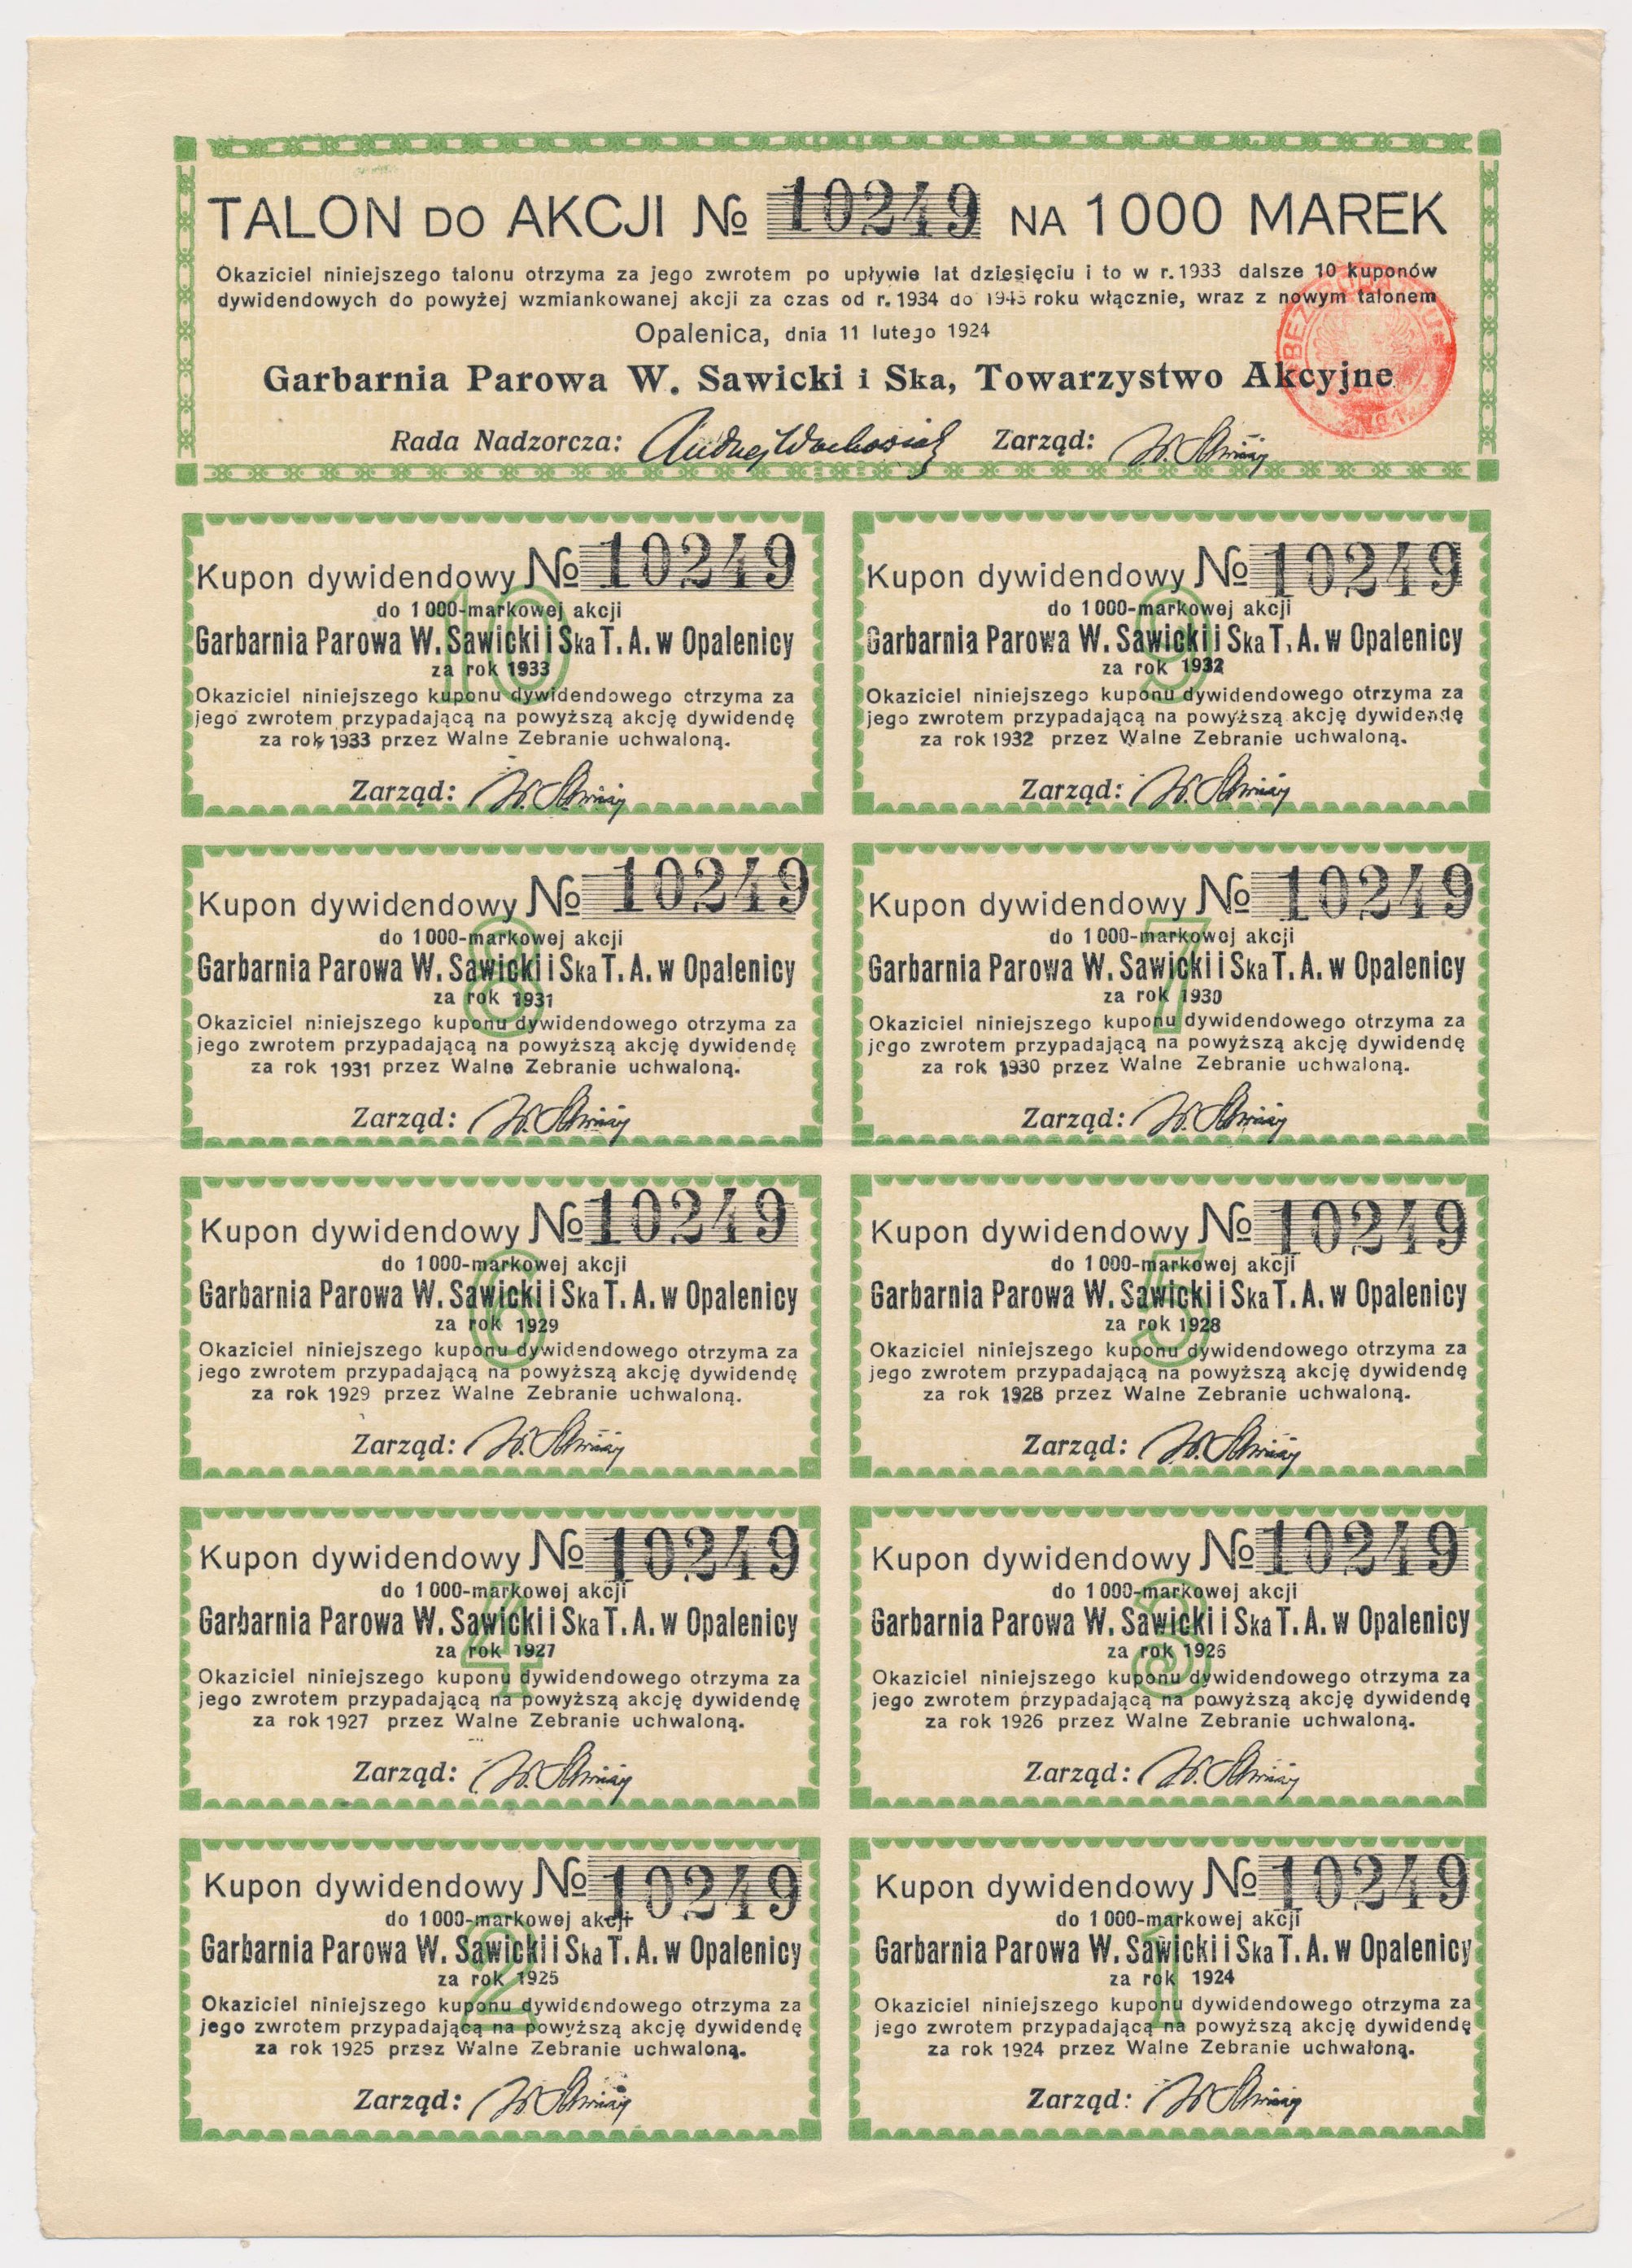 TALON DO AKCJI № 10249 NA 1000 MAREK
Okaziciel niniejszego talonu otrzyma za jego zwrotem po upływie lat dziesięciu i to w r. 1933 dalsze 10 kuponów
dywidendowych do powyżej wzmiankowanej akcji za czas od r. 1934 do 1943 roku włącznie, wraz z nowym talonem
Opalenica, dnia 11 lutego 1924
Garbarnia Parowa W. Sawicki i Ska, Towarzystwo Akcyjne
Rada Nadzorcza: Zarząd:
Kupon dywidendowy № 10249
do 1000-markowej akcji
Garbarnia Parowa W. Sawicki i Ska T. A. w Opalenicy
za rok 1933
10
Okaziciel niniejszego kuponu dywidendowego otrzyma za
jego zwrotem przypadającą na powyższą akcję dywidendę
za rok 1933 przez Walne Zebranie uchwaloną.
Zarząd:
Kupon dywidendowy № 10249
do 1000-markowej akcji
Garbarnia Parowa W. Sawicki i Ska T. A. w Opalenicy
za rok 1932
9
Okaziciel niniejszego kuponu dywidendowego otrzyma za
jego zwrotem przypadającą na powyższą akcję dywidendę
za rok 1932 przez Walne Zebranie uchwaloną.
Zarząd:
Kupon dywidendowy № 10249
do 1000-markowej akcji
Garbarnia Parowa W. Sawicki i Ska T. A. w Opalenicy
za rok 1931
8
Okaziciel niniejszego kuponu dywidendowego otrzyma za
jego zwrotem przypadającą na powyższą akcję dywidendę
za rok 1931 przez Walne Zebranie uchwaloną.
Zarząd:
Kupon dywidendowy № 10249
do 1000-markowej akcji
Garbarnia Parowa W. Sawicki i Ska T. A. w Opalenicy
za rok 1930
7
Okaziciel niniejszego kuponu dywidendowego otrzyma za
jego zwrotem przypadającą na powyższą akcję dywidendę
za rok 1930 przez Walne Zebranie uchwaloną.
Zarząd:
Kupon dywidendowy № 10249
do 1000-markowej akcji
Garbarnia Parowa W. Sawicki i Ska T. A. w Opalenicy
za rok 1929
6
Okaziciel niniejszego kuponu dywidendowego otrzyma za
jego zwrotem przypadającą na powyższą akcję dywidendę
za rok 1929 przez Walne Zebranie uchwaloną.
Zarząd:
Kupon dywidendowy № 10249
do 1000-markowej akcji
Garbarnia Parowa W. Sawicki i Ska T. A. w Opalenicy
za rok 1928
5
Okaziciel niniejszego kuponu dywidendowego otrzyma za
jego zwrotem przypadającą na powyższą akcję dywidendę
za rok 1928 przez Walne Zebranie uchwaloną.
Zarząd:
Kupon dywidendowy № 10249
do 1000-markowej akcji
Garbarnia Parowa W. Sawicki i Ska T. A. w Opalenicy
za rok 1927
4
Okaziciel niniejszego kuponu dywidendowego otrzyma za
jego zwrotem przypadającą na powyższą akcję dywidendę
za rok 1927 przez Walne Zebranie uchwaloną.
Zarząd:
Kupon dywidendowy № 10249
do 1000-markowej akcji
Garbarnia Parowa W. Sawicki i Ska T. A. w Opalenicy
za rok 1926
3
Okaziciel niniejszego kuponu dywidendowego otrzyma za
jego zwrotem przypadającą na powyższą akcję dywidendę
za rok 1926 przez Walne Zebranie uchwaloną.
Zarząd:
Kupon dywidendowy № 10249
do 1000-markowej akcji
Garbarnia Parowa W. Sawicki i Ska T. A. w Opalenicy
za rok 1925
2
Okaziciel niniejszego kuponu dywidendowego otrzyma za
jego zwrotem przypadającą na powyższą akcję dywidendę
za rok 1925 przez Walne Zebranie uchwaloną.
Zarząd:
Kupon dywidendowy № 10249
do 1000-markowej akcji
Garbarnia Parowa W. Sawicki i Ska T. A. w Opalenicy
za rok 1924
1
Okaziciel niniejszego kuponu dywidendowego otrzyma za
jego zwrotem przypadającą na powyższą akcję dywidendę
za rok 1924 przez Walne Zebranie uchwaloną.
Zarząd: